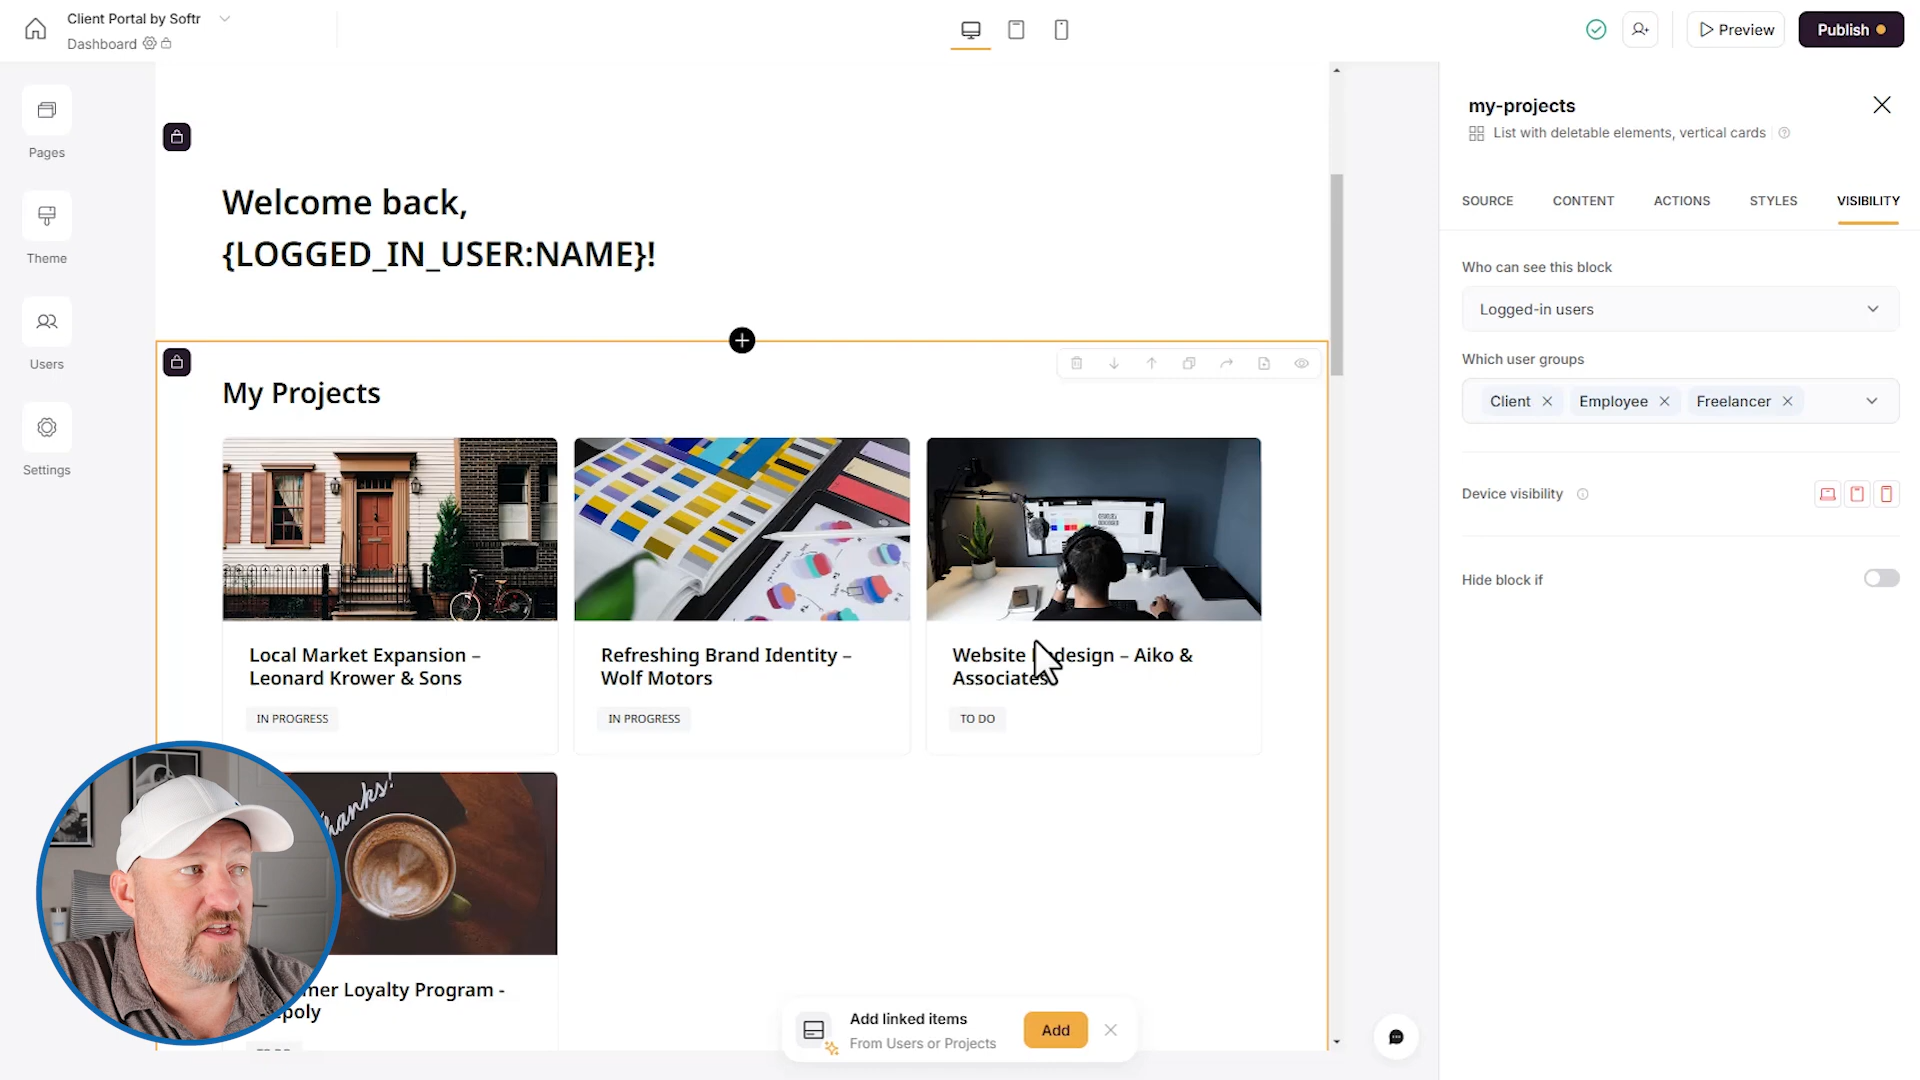 Client Portal by Softr
Dashboard
Preview
Publish
Pages
Theme
Users
Settings
Welcome back,
{LOGGED_IN_USER:NAME}!
My Projects
Local Market Expansion –
Leonard Krower & Sons
IN PROGRESS
Refreshing Brand Identity –
Wolf Motors
IN PROGRESS
Website Redesign – Aiko &
Associates
TO DO
Thanks!
mer Loyalty Program -
poly
TO DO
Add linked items
From Users or Projects
Add
my-projects
List with deletable elements, vertical cards
SOURCE
CONTENT
ACTIONS
STYLES
VISIBILITY
Who can see this block
Logged-in users
Which user groups
Client
Employee
Freelancer
Device visibility
Hide block if